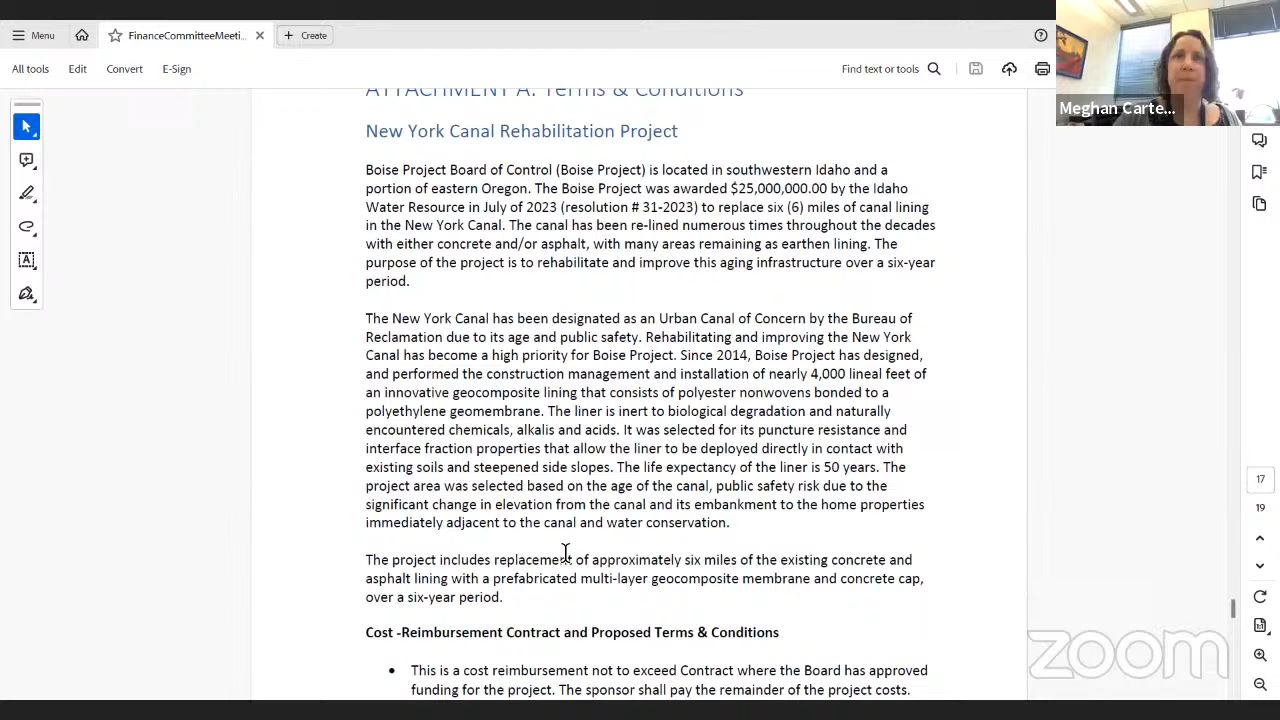 Menu
FinanceCommitteeMeeti...
Create
All tools
Edit
Convert
E-Sign
Find text or tools
Meghan Carte...
ATTACHMENT A: Terms & Conditions
New York Canal Rehabilitation Project
Boise Project Board of Control (Boise Project) is located in southwestern Idaho and a
portion of eastern Oregon. The Boise Project was awarded $25,000,000.00 by the Idaho
Water Resource in July of 2023 (resolution # 31-2023) to replace six (6) miles of canal lining
in the New York Canal. The canal has been re-lined numerous times throughout the decades
with either concrete and/or asphalt, with many areas remaining as earthen lining. The
purpose of the project is to rehabilitate and improve this aging infrastructure over a six-year
period.
The New York Canal has been designated as an Urban Canal of Concern by the Bureau of
Reclamation due to its age and public safety. Rehabilitating and improving the New York
Canal has become a high priority for Boise Project. Since 2014, Boise Project has designed,
and performed the construction management and installation of nearly 4,000 lineal feet of
an innovative geocomposite lining that consists of polyester nonwovens bonded to a
polyethylene geomembrane. The liner is inert to biological degradation and naturally
encountered chemicals, alkalis and acids. It was selected for its puncture resistance and
interface fraction properties that allow the liner to be deployed directly in contact with
existing soils and steepened side slopes. The life expectancy of the liner is 50 years. The
project area was selected based on the age of the canal, public safety risk due to the
significant change in elevation from the canal and its embankment to the home properties
immediately adjacent to the canal and water conservation.
The project includes replacement of approximately six miles of the existing concrete and
asphalt lining with a prefabricated multi-layer geocomposite membrane and concrete cap,
over a six-year period.
Cost -Reimbursement Contract and Proposed Terms & Conditions
• This is a cost reimbursement not to exceed Contract where the Board has approved
funding for the project. The sponsor shall pay the remainder of the project costs.
17
19
zoom